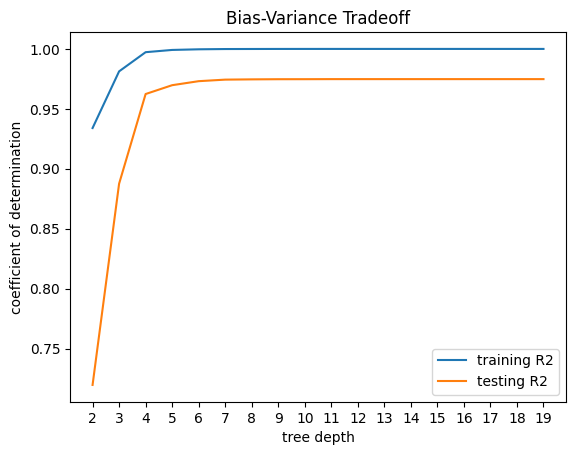 Bias-Variance Tradeoff
coefficient of determination
1.00
0.95
0.90
0.85
0.80
0.75
training R2
testing R2
2 3 4 5 6 7 8 9 10 11 12 13 14 15 16 17 18 19
tree depth